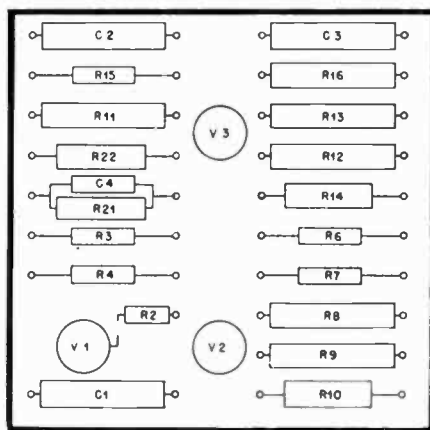 C2 C3
R15 R16
R11 R13
V3
R22 R12
C4
R21 R14
R3 R6
R4 R7
R2 R8
V1 V2 R9
C1 R10